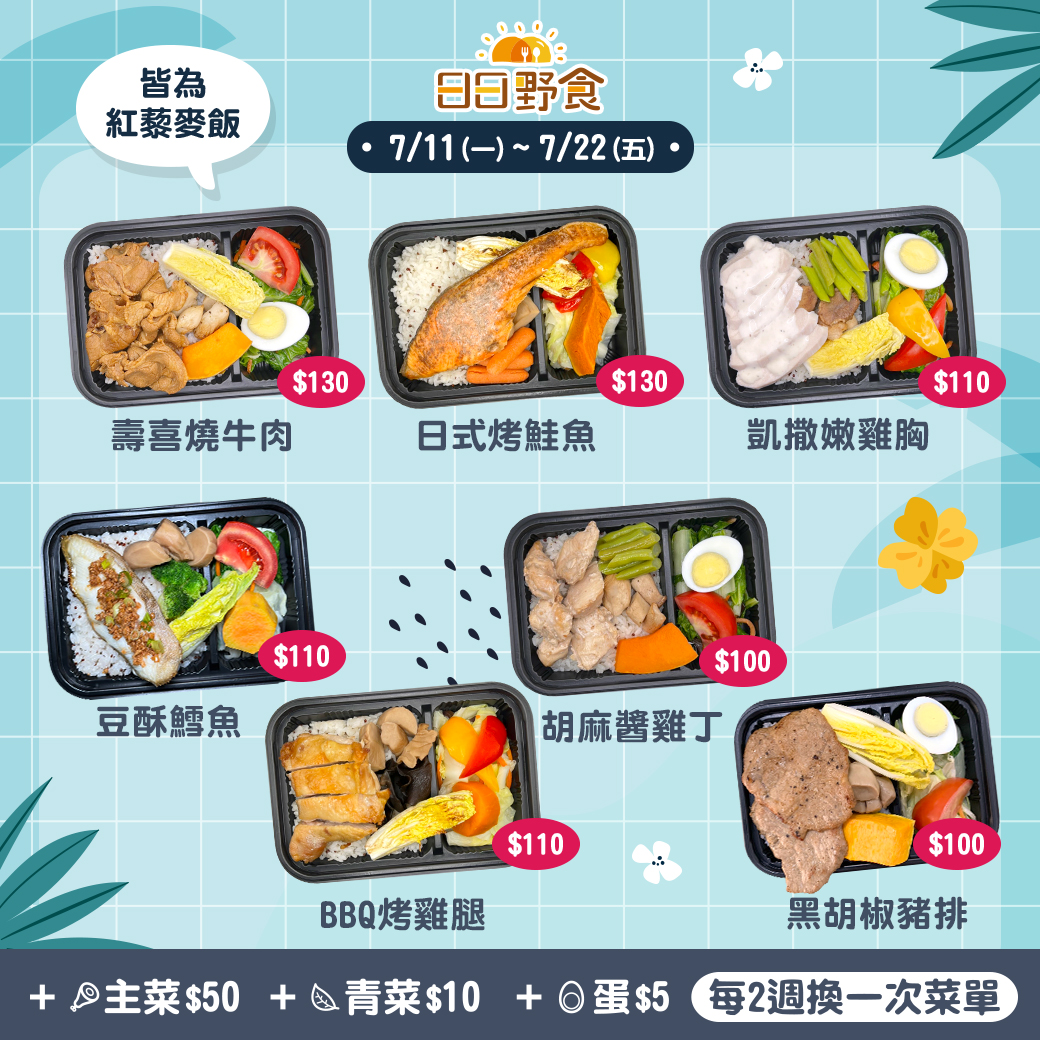 日日野食
皆為
紅藜麥飯
• 7/11(一) ~ 7/22(五) •
$130
$130
$110
壽喜燒牛肉
日式烤鮭魚
凱撒嫩雞胸
$110
$100
豆酥鱈魚
胡麻醬雞丁
$110
$100
BBQ烤雞腿
黑胡椒豬排
+ 主菜$50 + 青菜$10 + 蛋$5 每2週換一次菜單